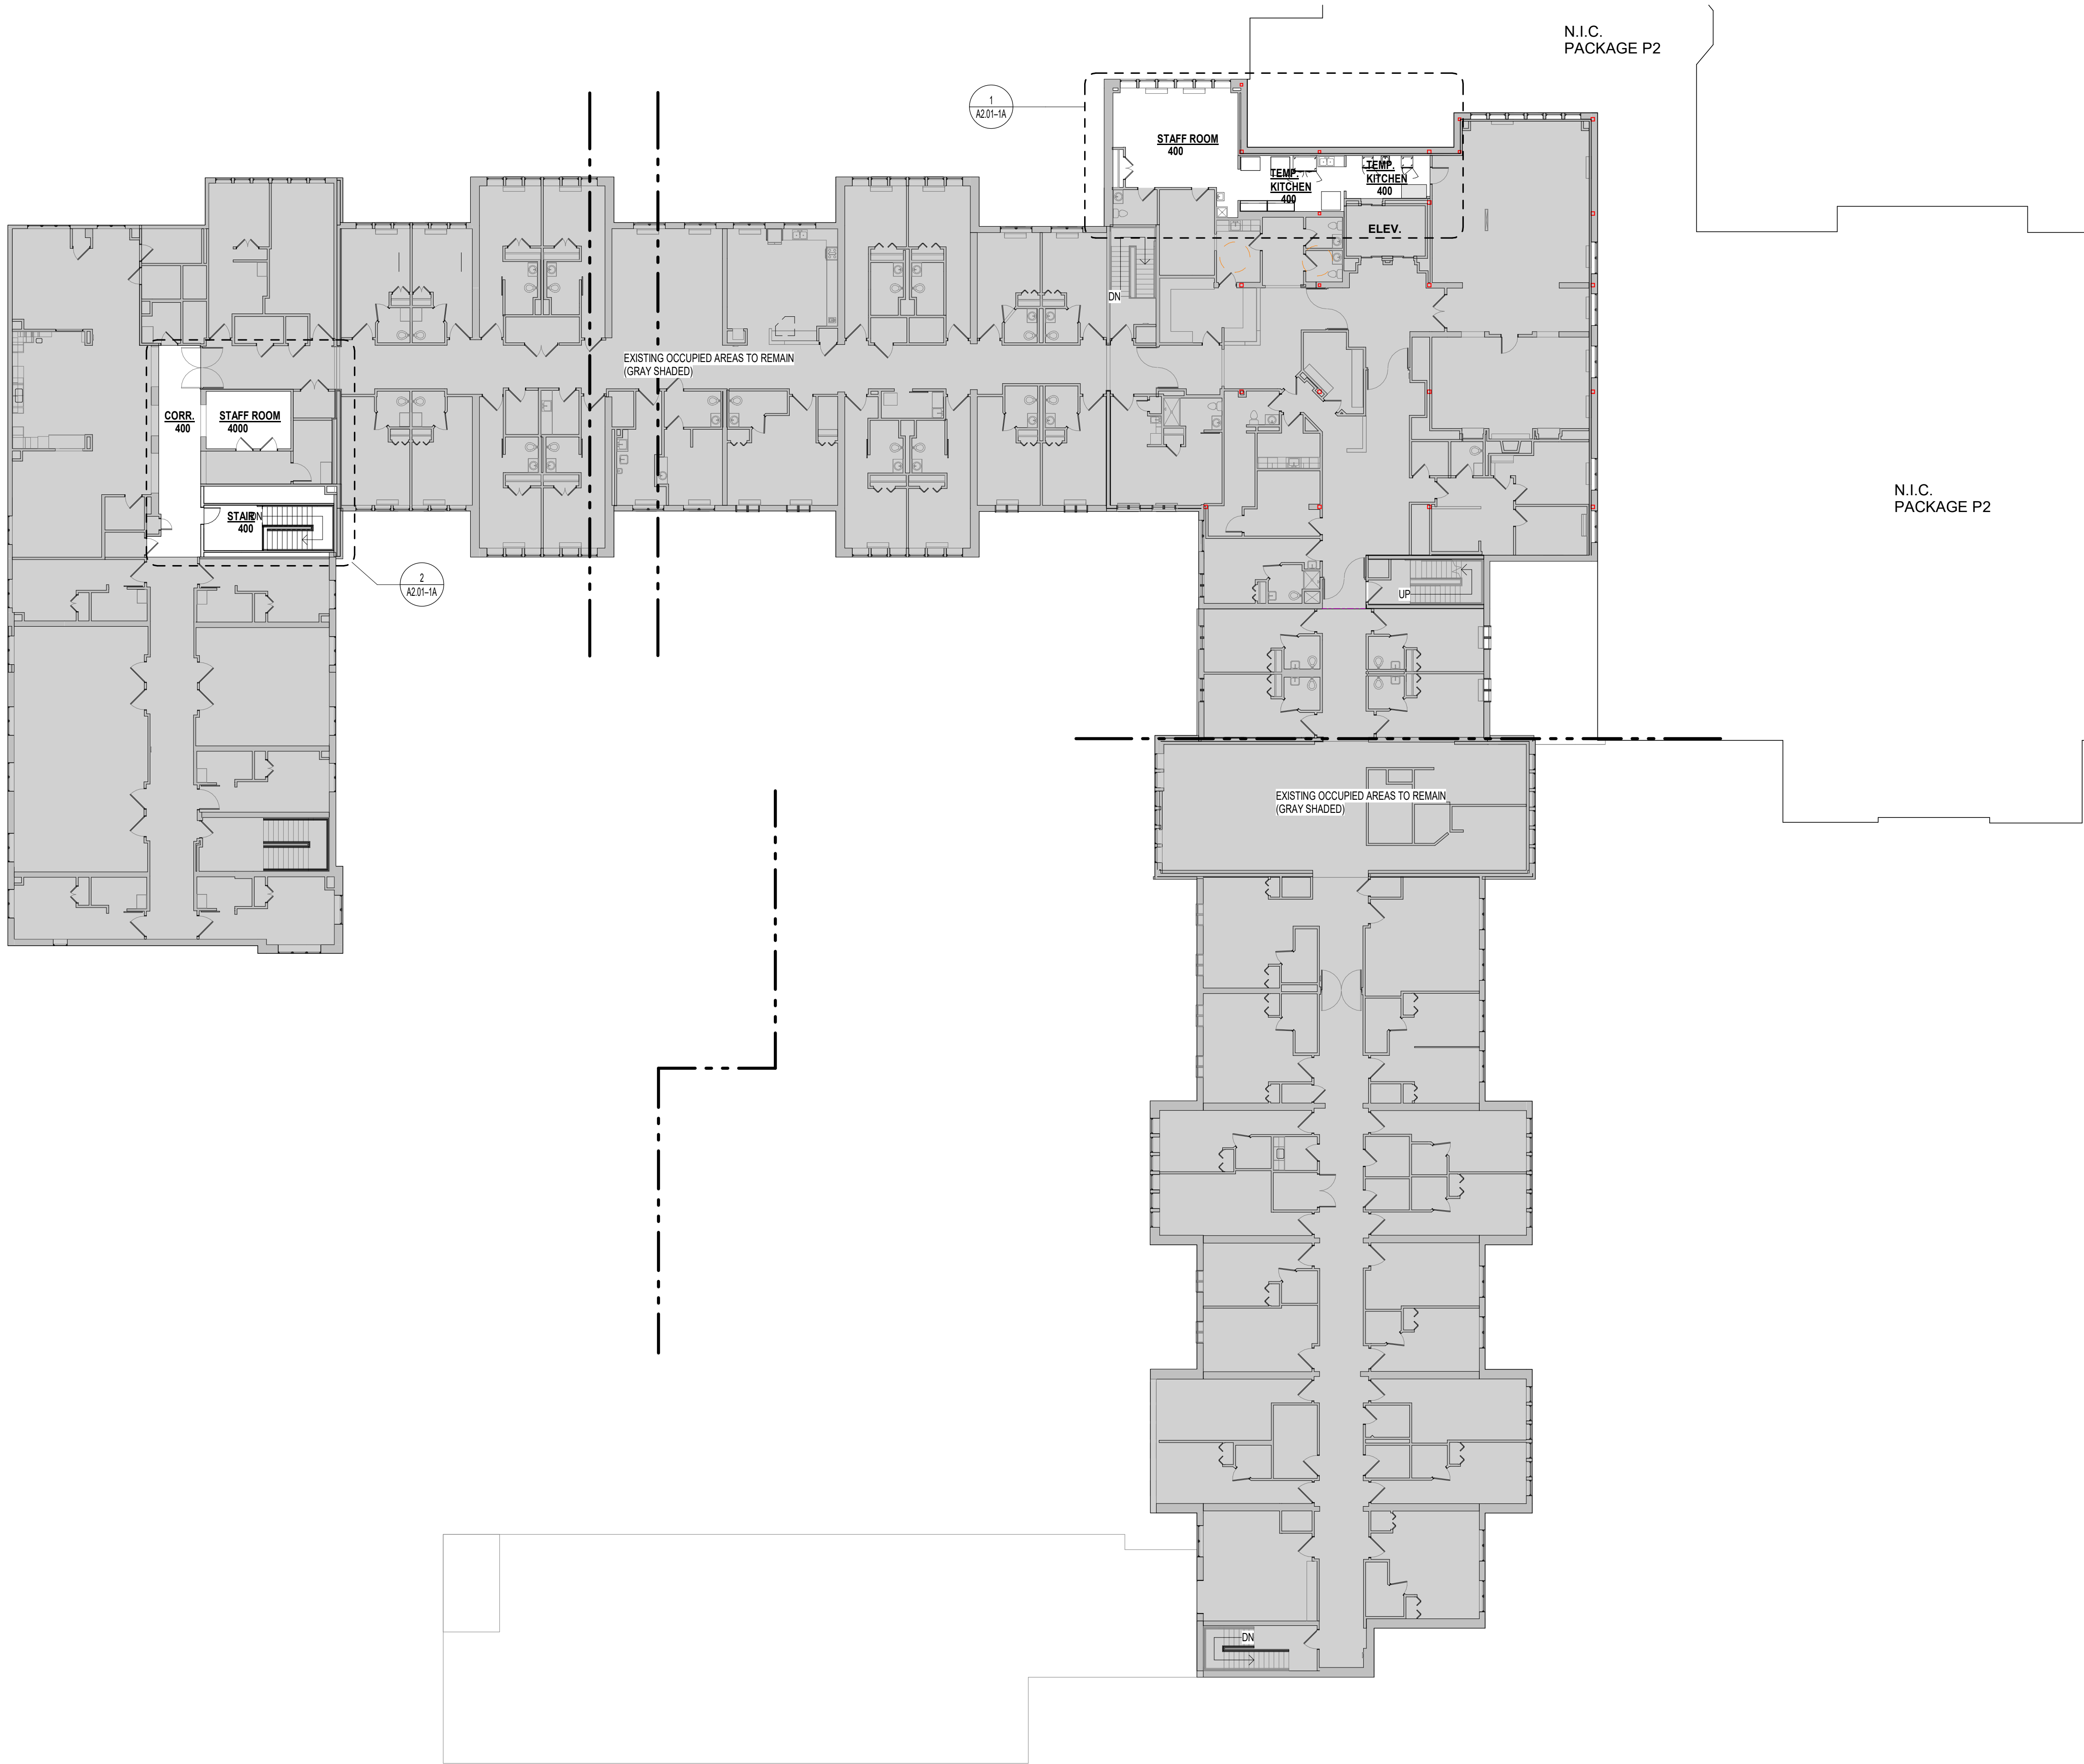 N.I.C.
PACKAGE P2
1
A2.01–1A
STAFF ROOM
400
TEMP.
KITCHEN
400
TEMP.
KITCHEN
400
ELEV.
DN
EXISTING OCCUPIED AREAS TO REMAIN
(GRAY SHADED)
CORR.
400
STAFF ROOM
4000
STAIR
DN
400
2
A2.01–1A
N.I.C.
PACKAGE P2
UP
EXISTING OCCUPIED AREAS TO REMAIN
(GRAY SHADED)
DN